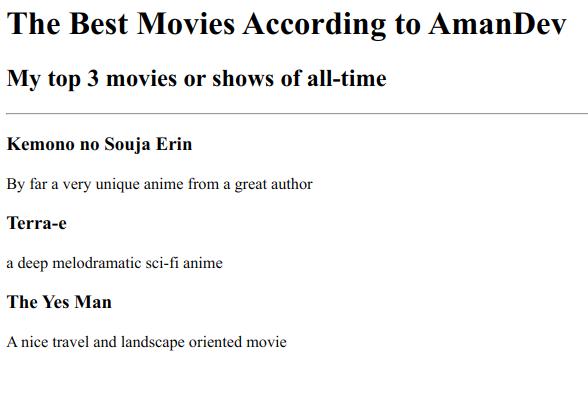 The Best Movies According to AmanDev
My top 3 movies or shows of all-time
Kemono no Souja Erin
By far a very unique anime from a great author
Terra-e
a deep melodramatic sci-fi anime
The Yes Man
A nice travel and landscape oriented movie